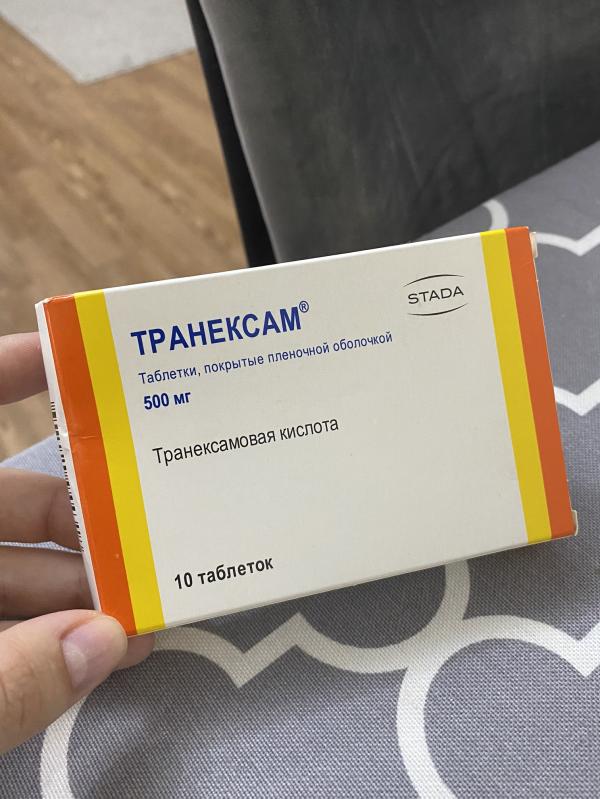 STADA
ТРАНЕКСАМ®
Таблетки, покрытые пленочной оболочкой
500 мг
Транексамовая кислота
10 таблеток